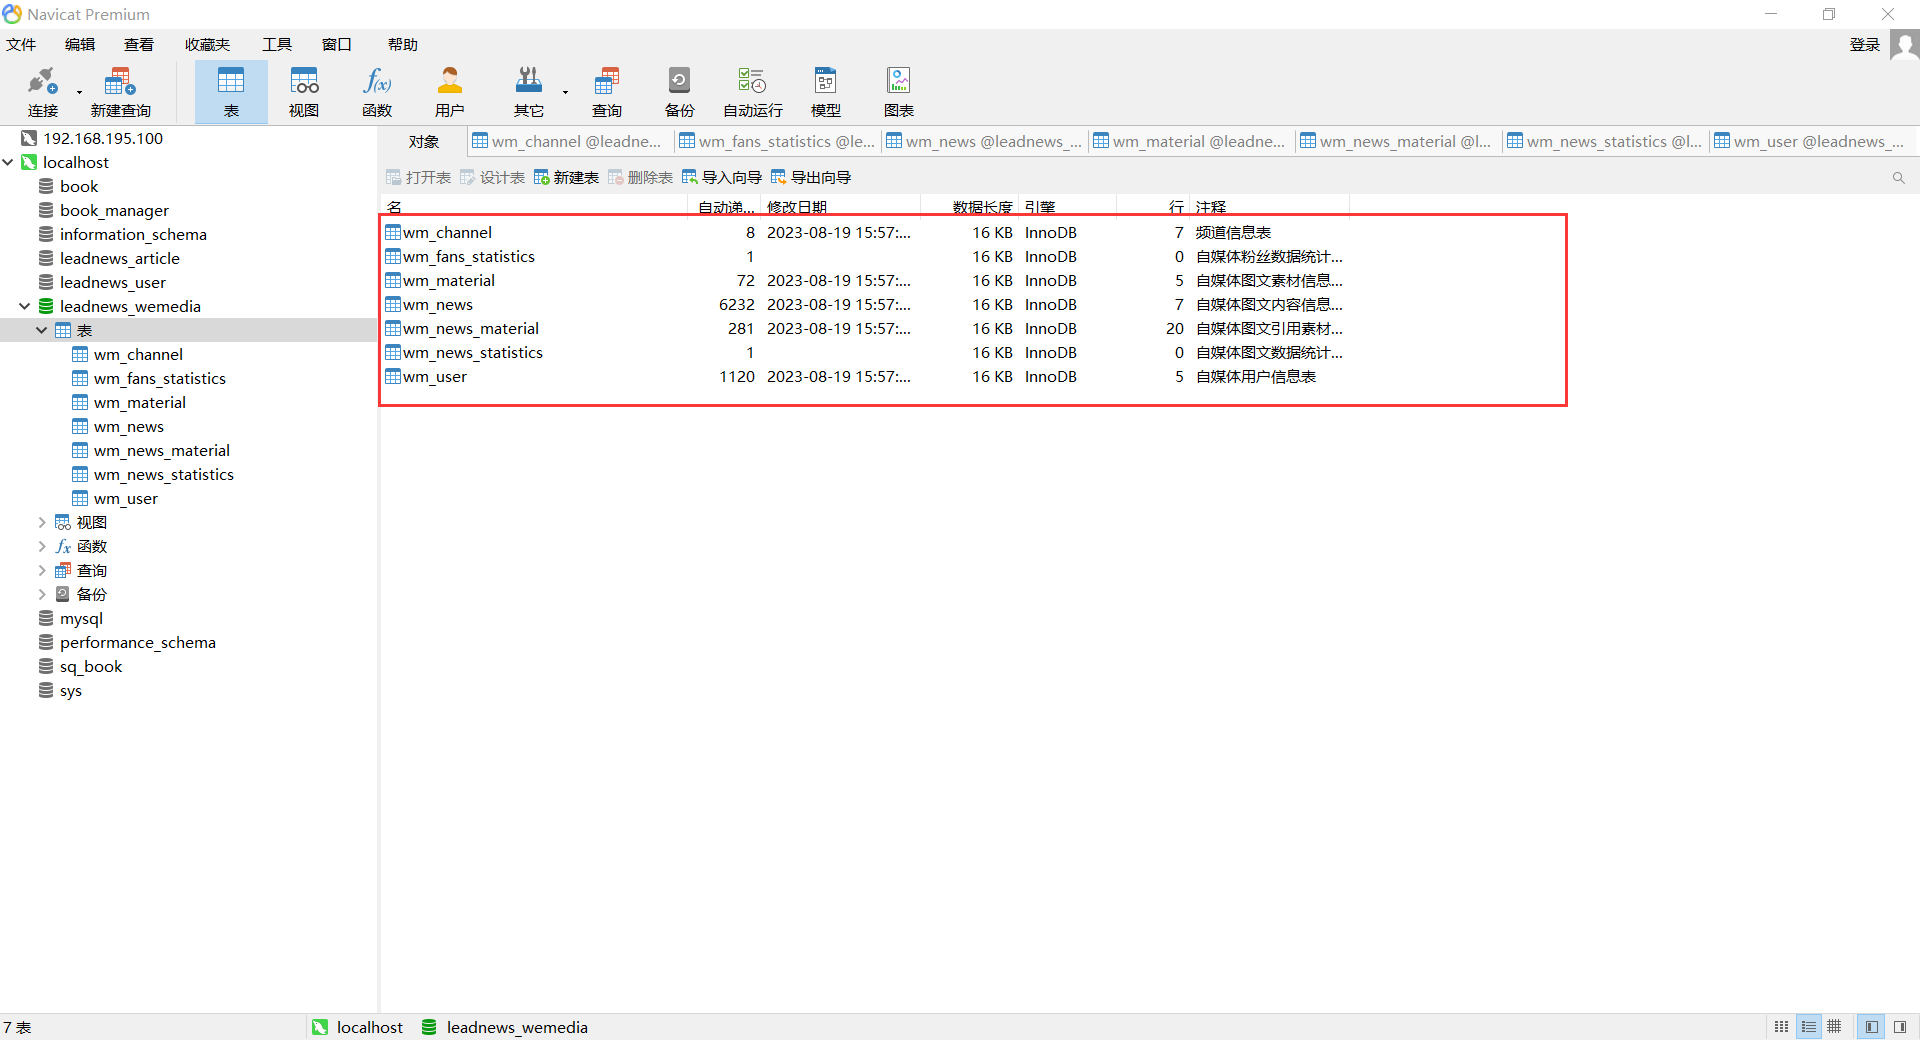 Navicat Premium
文件 编辑 查看 收藏夹 工具 窗口 帮助 登录
连接 新建查询 表 视图 函数 用户 其它 查询 备份 自动运行 模型 图表
192.168.195.100
localhost
book
book_manager
information_schema
leadnews_article
leadnews_user
leadnews_wemedia
表
wm_channel
wm_fans_statistics
wm_material
wm_news
wm_news_material
wm_news_statistics
wm_user
视图
函数
查询
备份
mysql
performance_schema
sq_book
sys
对象 wm_channel @leadne... wm_fans_statistics @le... wm_news @leadnews_... wm_material @leadne... wm_news_material @l... wm_news_statistics @l... wm_user @leadnews_...
打开表 设计表 新建表 删除表 导入向导 导出向导
名 自动递... 修改日期 数据长度 引擎 行 注释
wm_channel 8 2023-08-19 15:57:... 16 KB InnoDB 7 频道信息表
wm_fans_statistics 1 16 KB InnoDB 0 自媒体粉丝数据统计...
wm_material 72 2023-08-19 15:57:... 16 KB InnoDB 5 自媒体图文素材信息...
wm_news 6232 2023-08-19 15:57:... 16 KB InnoDB 7 自媒体图文内容信息...
wm_news_material 281 2023-08-19 15:57:... 16 KB InnoDB 20 自媒体图文引用素材...
wm_news_statistics 1 16 KB InnoDB 0 自媒体图文数据统计...
wm_user 1120 2023-08-19 15:57:... 16 KB InnoDB 5 自媒体用户信息表
7 表 localhost leadnews_wemedia